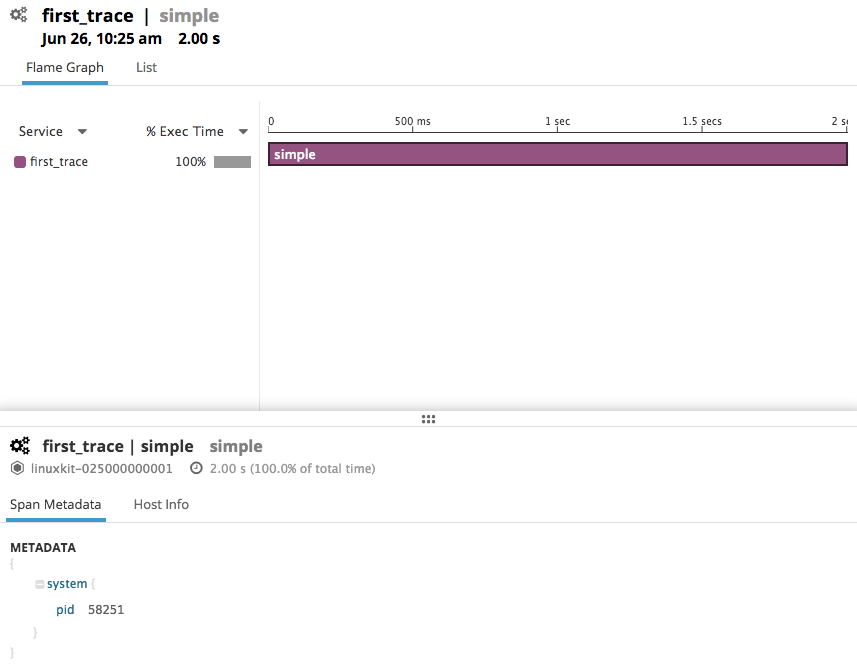 first_trace | simple
Jun 26, 10:25 am 2.00 s
Flame Graph List
Service % Exec Time
0 500 ms 1 sec 1.5 secs 2 se
first_trace 100%
simple
first_trace | simple simple
linuxkit-025000000001 2.00 s (100.0% of total time)
Span Metadata Host Info
METADATA
{
system {
pid 58251
}
}